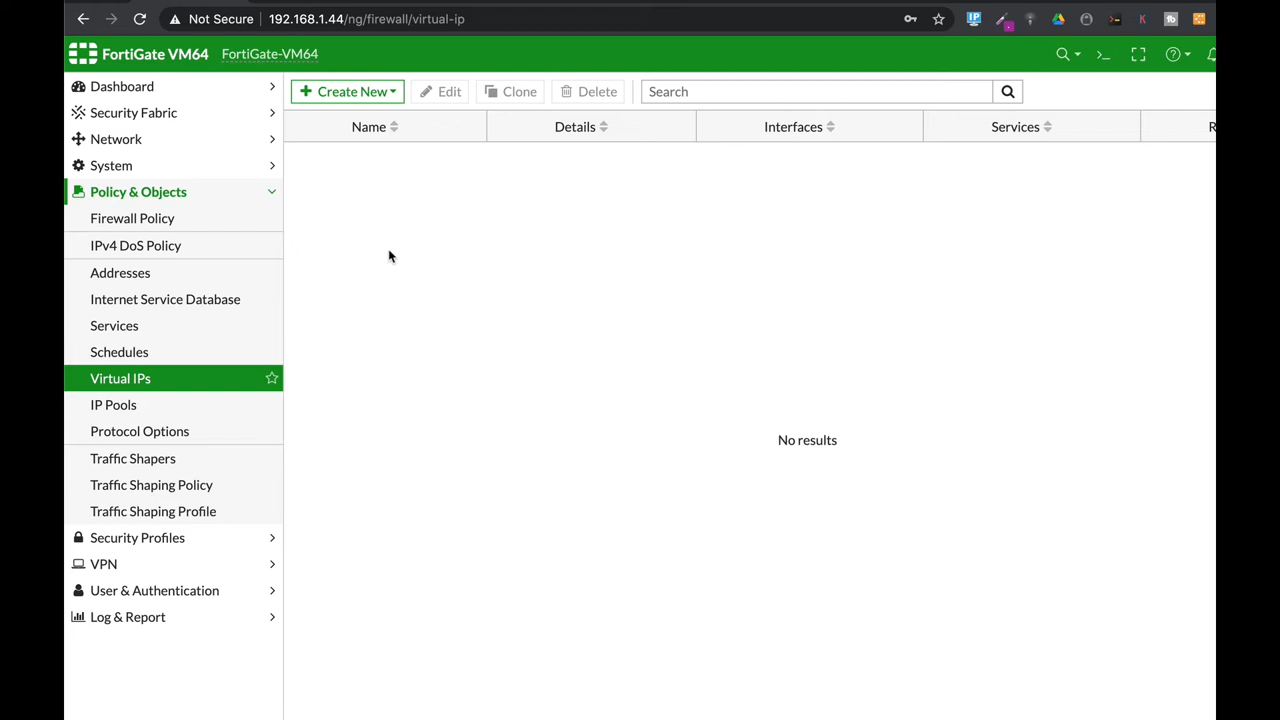 Not Secure 192.168.1.44/ng/firewall/virtual-ip
FortiGate VM64 FortiGate-VM64
Dashboard
Security Fabric
Network
System
Policy & Objects
Firewall Policy
IPv4 DoS Policy
Addresses
Internet Service Database
Services
Schedules
Virtual IPs
IP Pools
Protocol Options
Traffic Shapers
Traffic Shaping Policy
Traffic Shaping Profile
Security Profiles
VPN
User & Authentication
Log & Report
Create New Edit Clone Delete Search
Name Details Interfaces Services R
No results
IP
K
fb